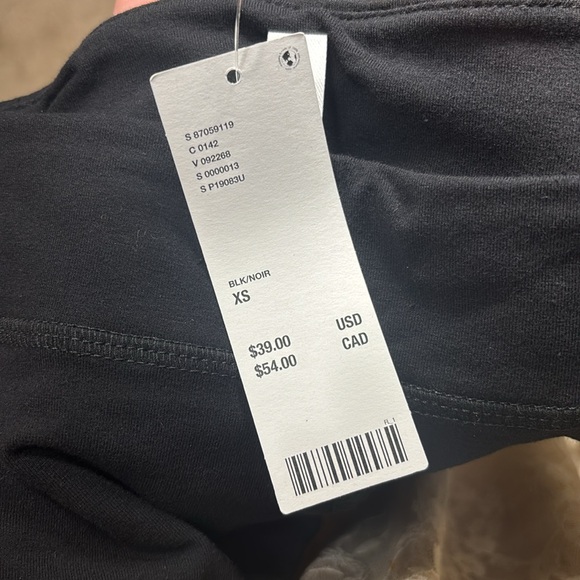 S 87059119
C 0142
V 092268
S 0000013
S P19083U
BLK/NOIR
XS
$39.00 USD
$54.00 CAD